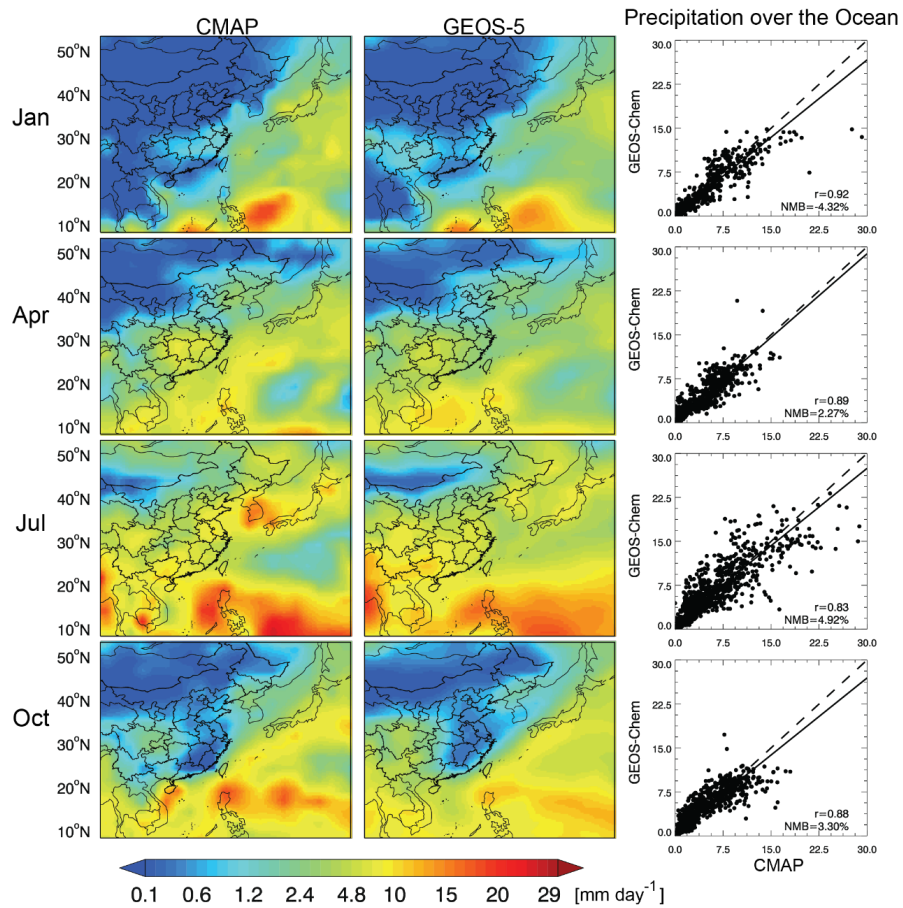 CMAP
GEOS-5
Precipitation over the Ocean
Jan
50°N
40°N
30°N
20°N
10°N
GEOS-Chem
30.0
22.5
15.0
7.5
0.0
r=0.92
NMB=-4.32%
0.0 7.5 15.0 22.5 30.0
Apr
50°N
40°N
30°N
20°N
10°N
GEOS-Chem
30.0
22.5
15.0
7.5
0.0
r=0.89
NMB=2.27%
0.0 7.5 15.0 22.5 30.0
Jul
50°N
40°N
30°N
20°N
10°N
GEOS-Chem
30.0
22.5
15.0
7.5
0.0
r=0.83
NMB=4.92%
0.0 7.5 15.0 22.5 30.0
Oct
50°N
40°N
30°N
20°N
10°N
GEOS-Chem
30.0
22.5
15.0
7.5
0.0
r=0.88
NMB=3.30%
0.0 7.5 15.0 22.5 30.0
CMAP
0.1 0.6 1.2 2.4 4.8 10 15 20 29 [mm day⁻¹]